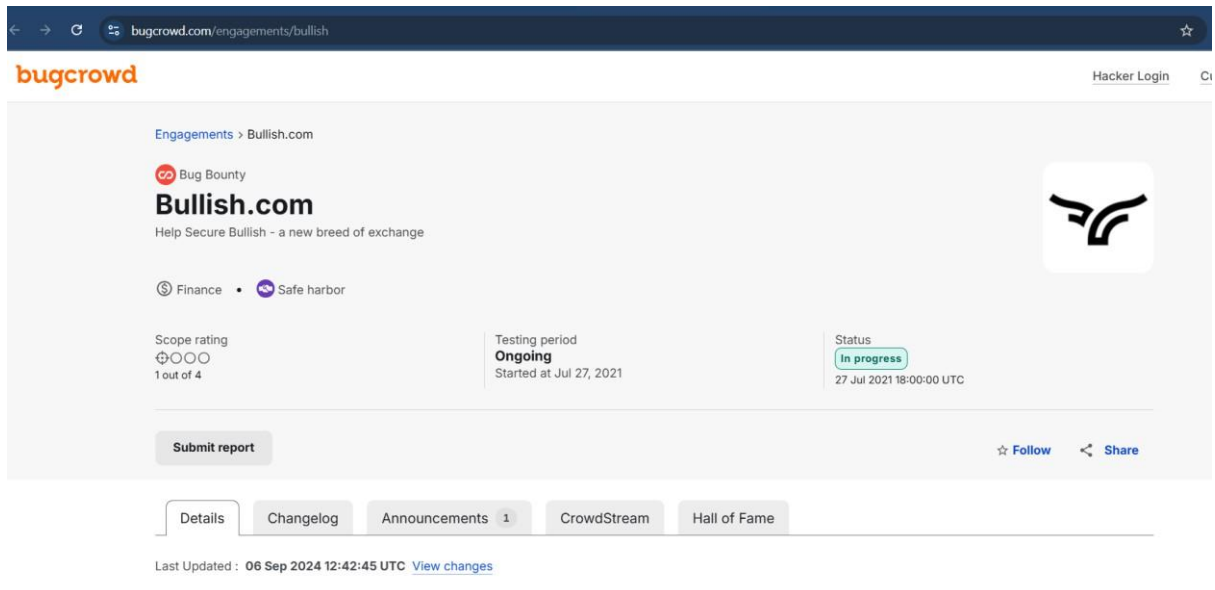 bugcrowd.com/engagements/bullish
bugcrowd
Hacker Login
Engagements > Bullish.com
Bug Bounty
Bullish.com
Help Secure Bullish - a new breed of exchange
Finance • Safe harbor
Scope rating
1 out of 4
Testing period
Ongoing
Started at Jul 27, 2021
Status
In progress
27 Jul 2021 18:00:00 UTC
Submit report
Follow
Share
Details
Changelog
Announcements 1
CrowdStream
Hall of Fame
Last Updated : 06 Sep 2024 12:42:45 UTC View changes